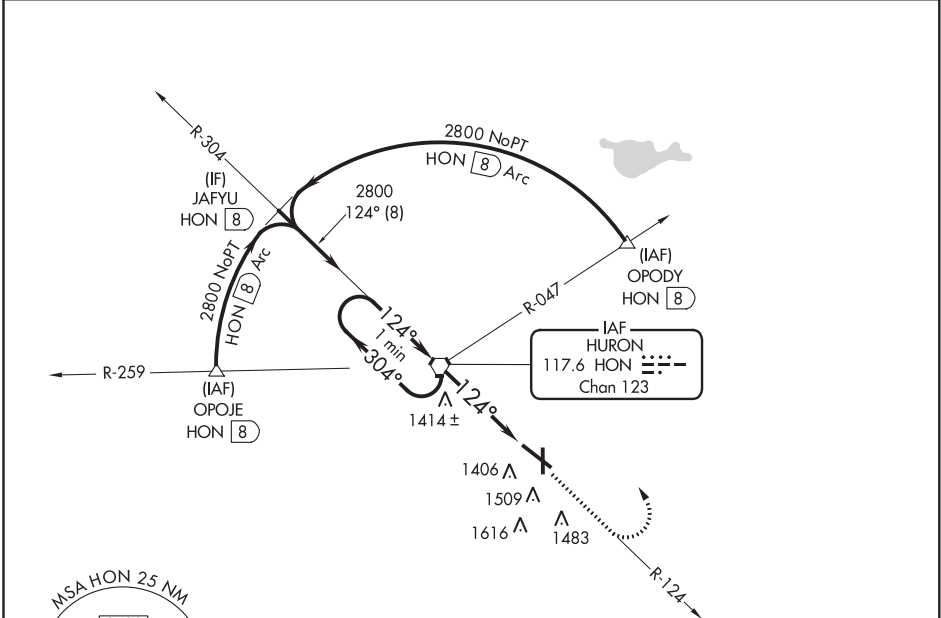 R-304
(IF)
JAFYU
HON 8
2800 NoPT
HON 8 Arc
2800
124° (8)
2800 NoPT
HON 8 Arc
(IAF)
OPODY
HON 8
R-047
124°
1 min
304°
IAF
HURON
117.6 HON
Chan 123
R-259
(IAF)
OPOJE
HON 8
124°
1414 ±
1406
1509
1616
1483
R-124
MSA HON 25 NM